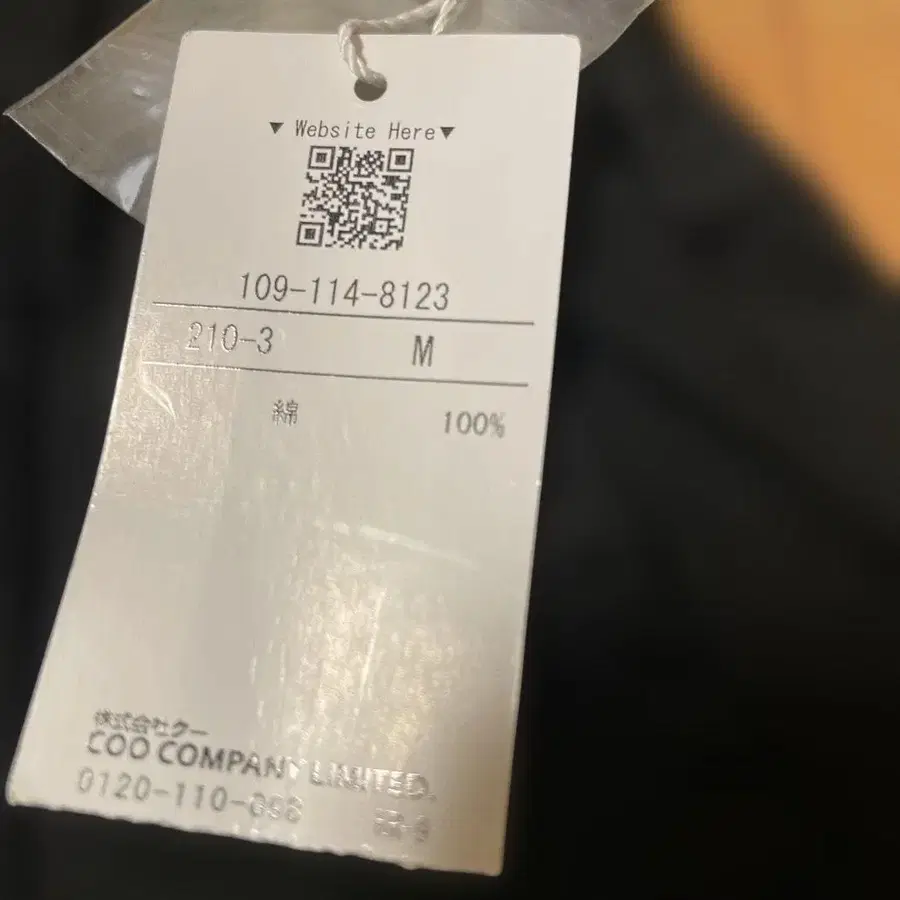 ▼ Website Here▼
109-114-8123
210-3 M
綿 100%
株式会社クー
COO COMPANY LIMITED.
0120-110-